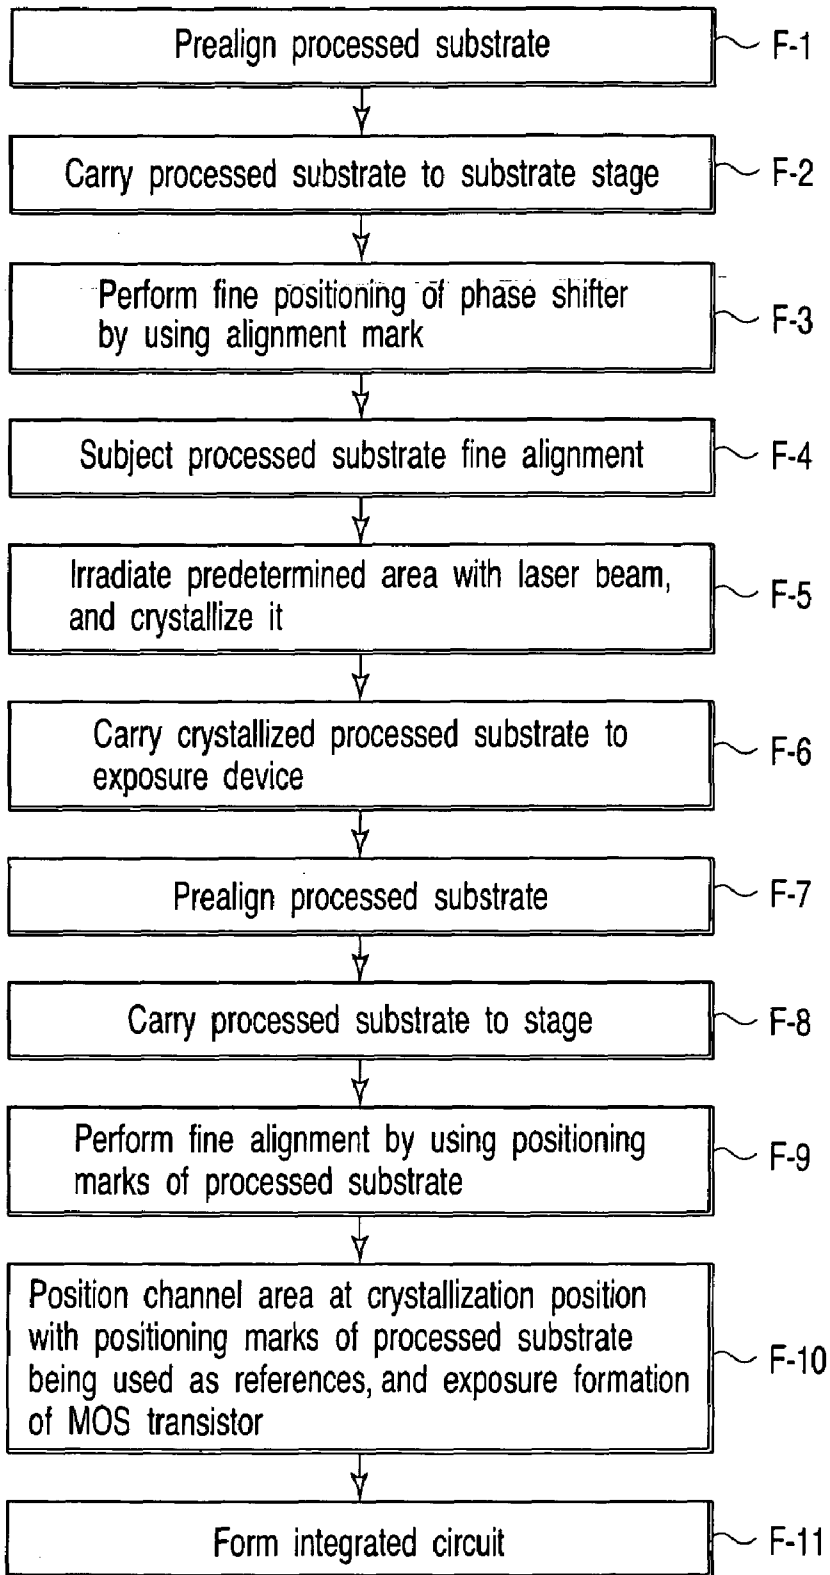 Prealign processed substrate
F-1
Carry processed substrate to substrate stage
F-2
Perform fine positioning of phase shifter
by using alignment mark
F-3
Subject processed substrate fine alignment
F-4
Irradiate predetermined area with laser beam,
and crystallize it
F-5
Carry crystallized processed substrate to
exposure device
F-6
Prealign processed substrate
F-7
Carry processed substrate to stage
F-8
Perform fine alignment by using positioning
marks of processed substrate
F-9
Position channel area at crystallization position
with positioning marks of processed substrate
being used as references, and exposure formation
of MOS transistor
F-10
Form integrated circuit
F-11